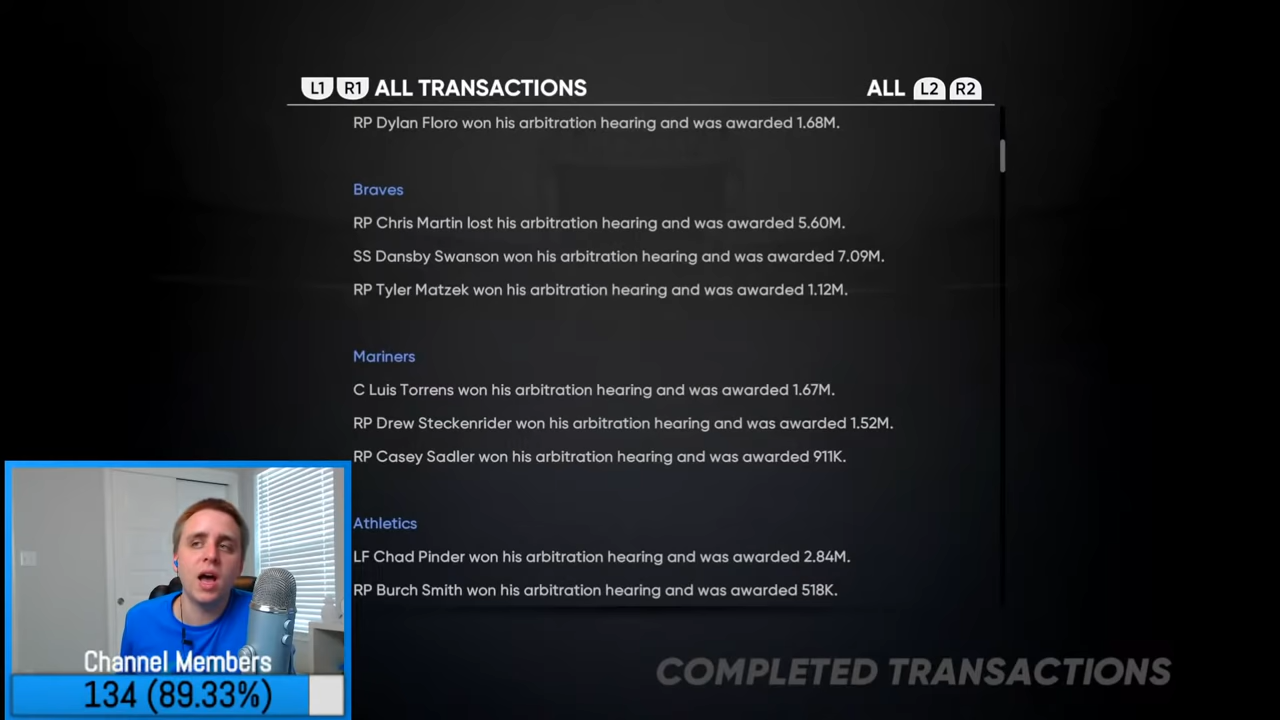 L1 R1 ALL TRANSACTIONS ALL L2 R2
RP Dylan Floro won his arbitration hearing and was awarded 1.68M.
Braves
RP Chris Martin lost his arbitration hearing and was awarded 5.60M.
SS Dansby Swanson won his arbitration hearing and was awarded 7.09M.
RP Tyler Matzek won his arbitration hearing and was awarded 1.12M.
Mariners
C Luis Torrens won his arbitration hearing and was awarded 1.67M.
RP Drew Steckenrider won his arbitration hearing and was awarded 1.52M.
RP Casey Sadler won his arbitration hearing and was awarded 911K.
Athletics
LF Chad Pinder won his arbitration hearing and was awarded 2.84M.
RP Burch Smith won his arbitration hearing and was awarded 518K.
Channel Members
134 (89.33%)
COMPLETED TRANSACTIONS